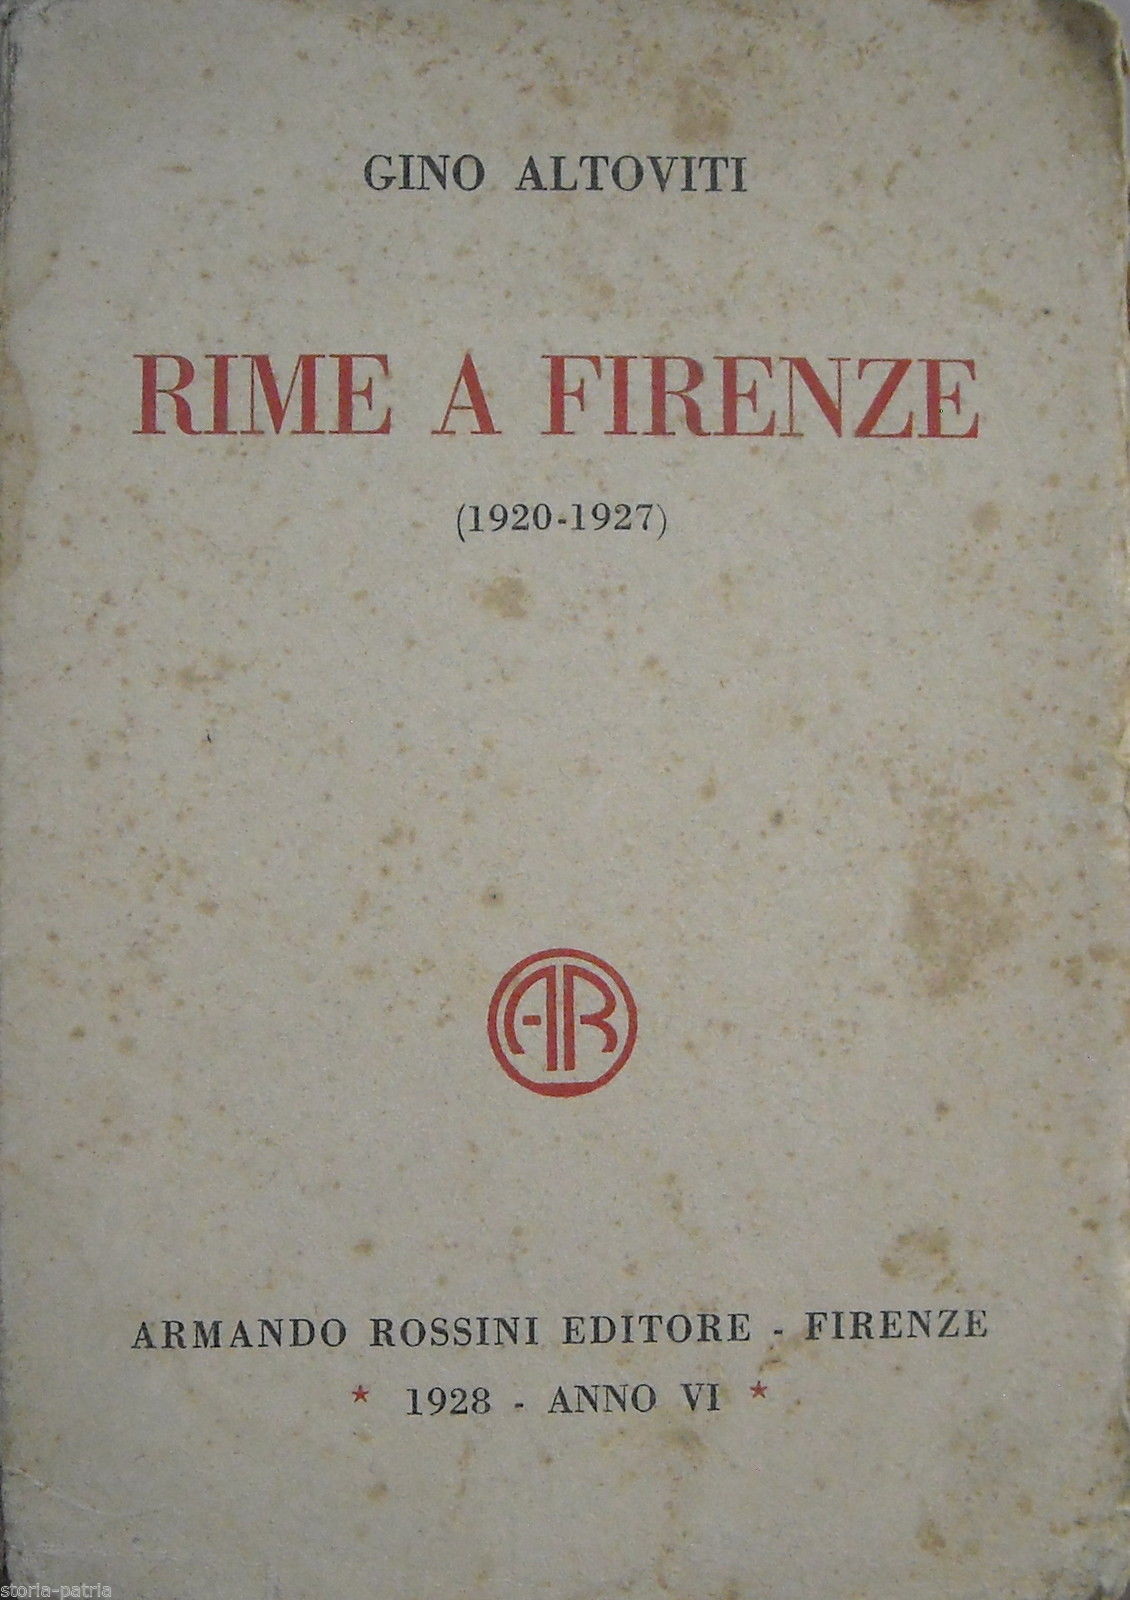 GINO ALTOVITI
RIME A FIRENZE
(1920-1927)
AR
ARMANDO ROSSINI EDITORE - FIRENZE
* 1928 - ANNO VI *
storia-patria